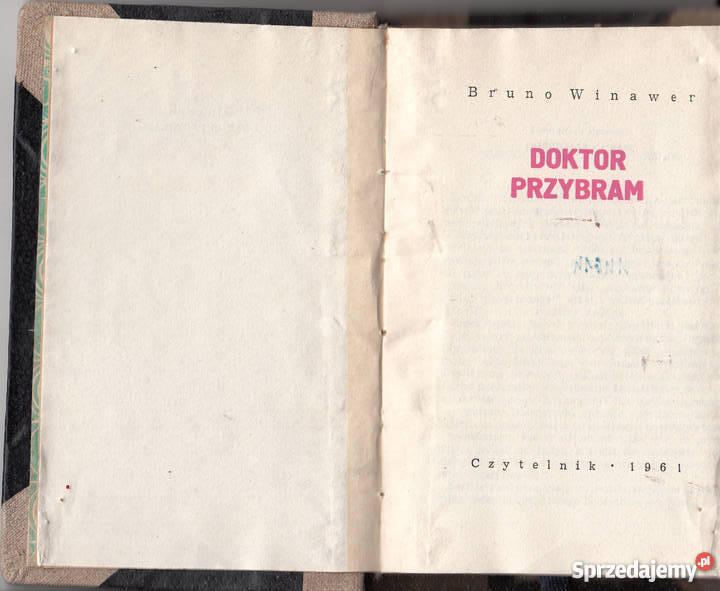 Bruno Winawer
DOKTOR
PRZYBRAM
Czytelnik · 1961
Sprzedajemy.pl